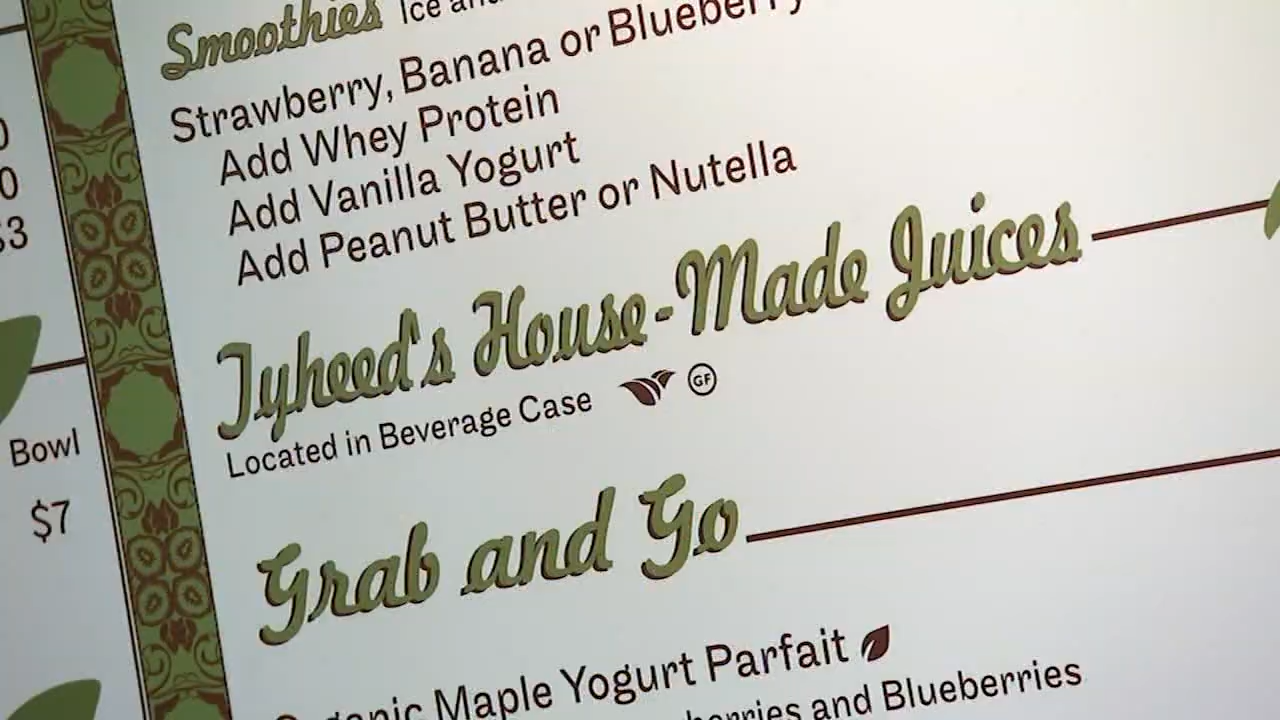 Smoothies Ice
Strawberry, Banana or Blueberry
Add Whey Protein
Add Vanilla Yogurt
Add Peanut Butter or Nutella
Tyheed's House-Made Juices
Located in Beverage Case GF
Grab and Go
Maple Yogurt Parfait
and Blueberries
Bowl
$7